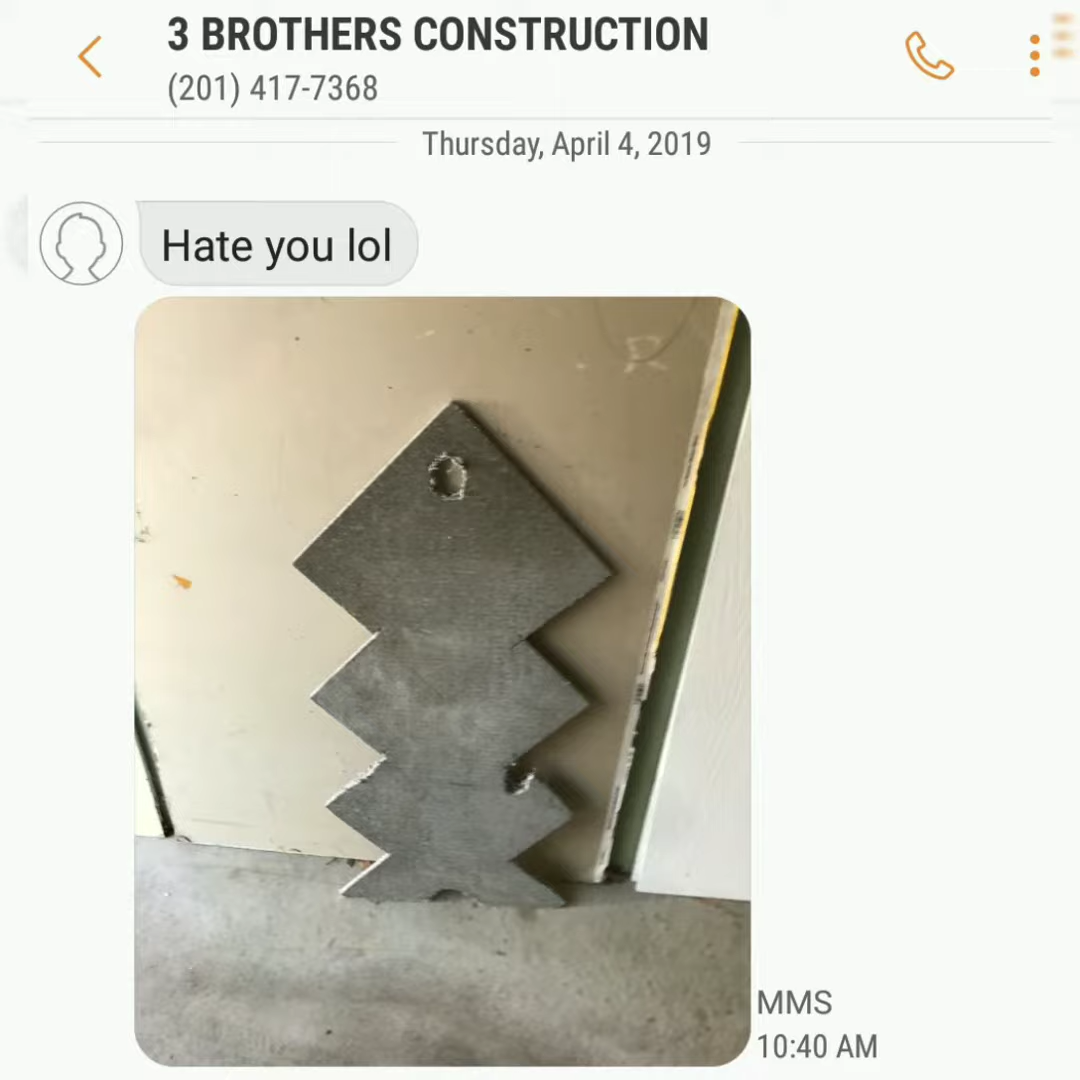 3 BROTHERS CONSTRUCTION
(201) 417-7368
Thursday, April 4, 2019
Hate you lol
MMS
10:40 AM